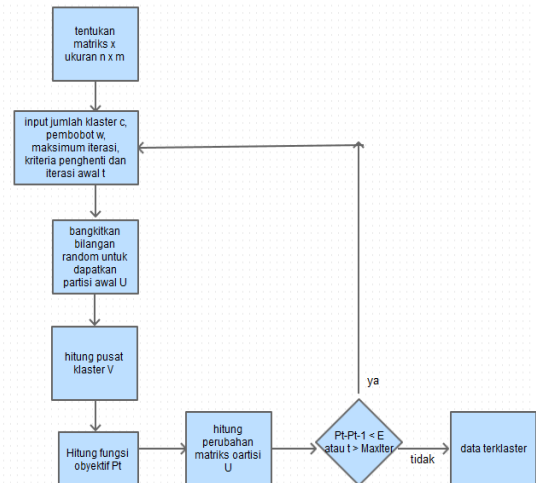 tentukan
matriks x
ukuran n x m
input jumlah klaster c,
pembobot w,
maksimum iterasi,
kriteria penghenti dan
iterasi awal t
bangkitkan
bilangan
random untuk
dapatkan
partisi awal U
hitung pusat
klaster V
Hitung fungsi
obyektif Pt
hitung
perubahan
matriks oartisi
U
Pt-Pt-1 < E
atau t > MaxIter
ya
tidak
data terklaster